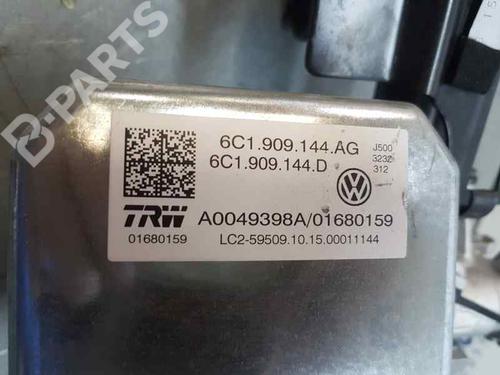 B-PARTS
6C1.909.144.AG
6C1.909.144.D
J500
3232
312
TRW
A0049398A/01680159
01680159
LC2-59509.10.15.00011144